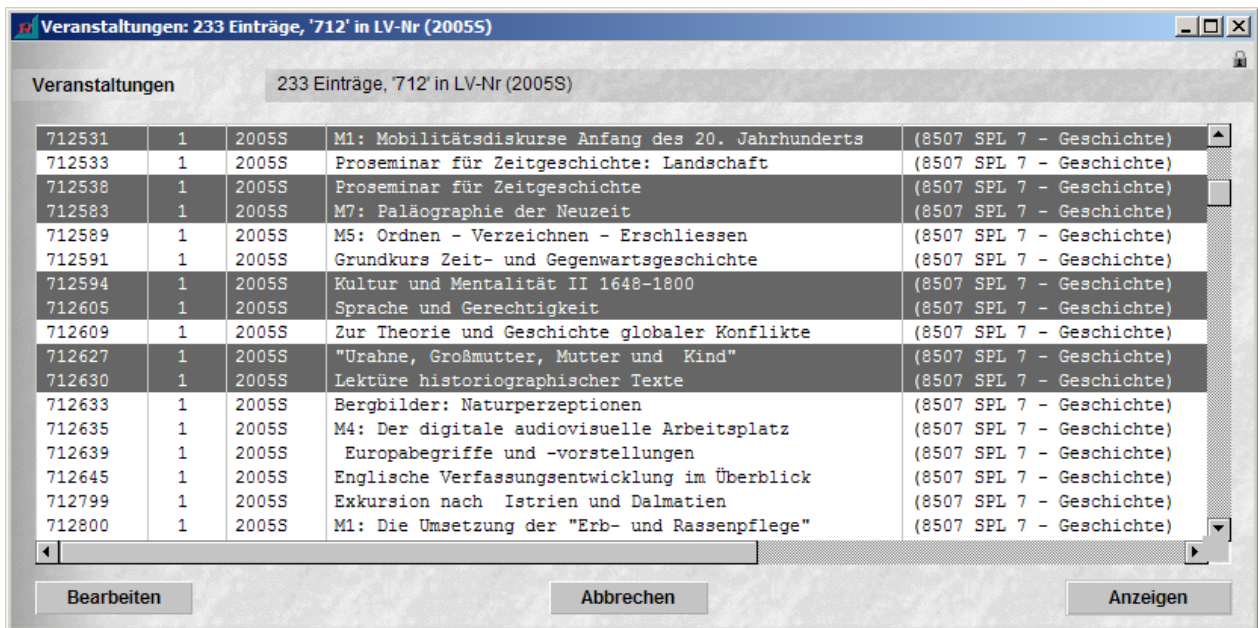 Veranstaltungen: 233 Einträge, '712' in LV-Nr (2005S)
Veranstaltungen 233 Einträge, '712' in LV-Nr (2005S)
712531 1 2005S M1: Mobilitätsdiskurse Anfang des 20. Jahrhunderts (8507 SPL 7 - Geschichte)
712533 1 2005S Proseminar für Zeitgeschichte: Landschaft (8507 SPL 7 - Geschichte)
712538 1 2005S Proseminar für Zeitgeschichte (8507 SPL 7 - Geschichte)
712583 1 2005S M7: Paläographie der Neuzeit (8507 SPL 7 - Geschichte)
712589 1 2005S M5: Ordnen - Verzeichnen - Erschliessen (8507 SPL 7 - Geschichte)
712591 1 2005S Grundkurs Zeit- und Gegenwartsgeschichte (8507 SPL 7 - Geschichte)
712594 1 2005S Kultur und Mentalität II 1648-1800 (8507 SPL 7 - Geschichte)
712605 1 2005S Sprache und Gerechtigkeit (8507 SPL 7 - Geschichte)
712609 1 2005S Zur Theorie und Geschichte globaler Konflikte (8507 SPL 7 - Geschichte)
712627 1 2005S "Urahne, Großmutter, Mutter und  Kind" (8507 SPL 7 - Geschichte)
712630 1 2005S Lektüre historiographischer Texte (8507 SPL 7 - Geschichte)
712633 1 2005S Bergbilder: Naturperzeptionen (8507 SPL 7 - Geschichte)
712635 1 2005S M4: Der digitale audiovisuelle Arbeitsplatz (8507 SPL 7 - Geschichte)
712639 1 2005S Europabegriffe und -vorstellungen (8507 SPL 7 - Geschichte)
712645 1 2005S Englische Verfassungsentwicklung im Überblick (8507 SPL 7 - Geschichte)
712799 1 2005S Exkursion nach  Istrien und Dalmatien (8507 SPL 7 - Geschichte)
712800 1 2005S M1: Die Umsetzung der "Erb- und Rassenpflege" (8507 SPL 7 - Geschichte)
Bearbeiten Abbrechen Anzeigen